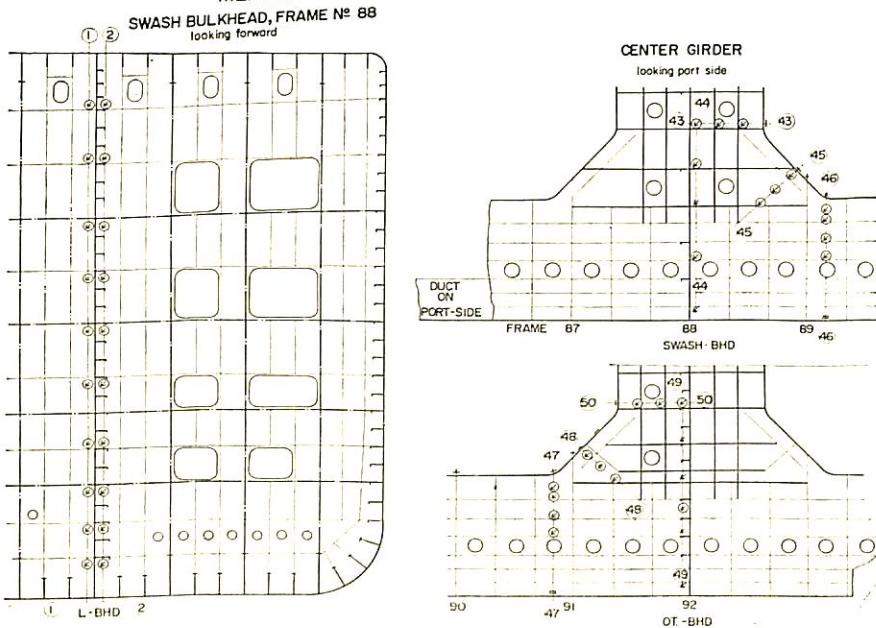 SWASH BULKHEAD, FRAME Nº 88
looking forward
1 2
L-BHD
1 2
CENTER GIRDER
looking port side
44
43 43
45
46
45
DUCT
ON
PORT-SIDE
44
FRAME 87 88 89
46
SWASH-BHD
49
50 50
48
47
48
49
90 91 92
47
OT.-BHD